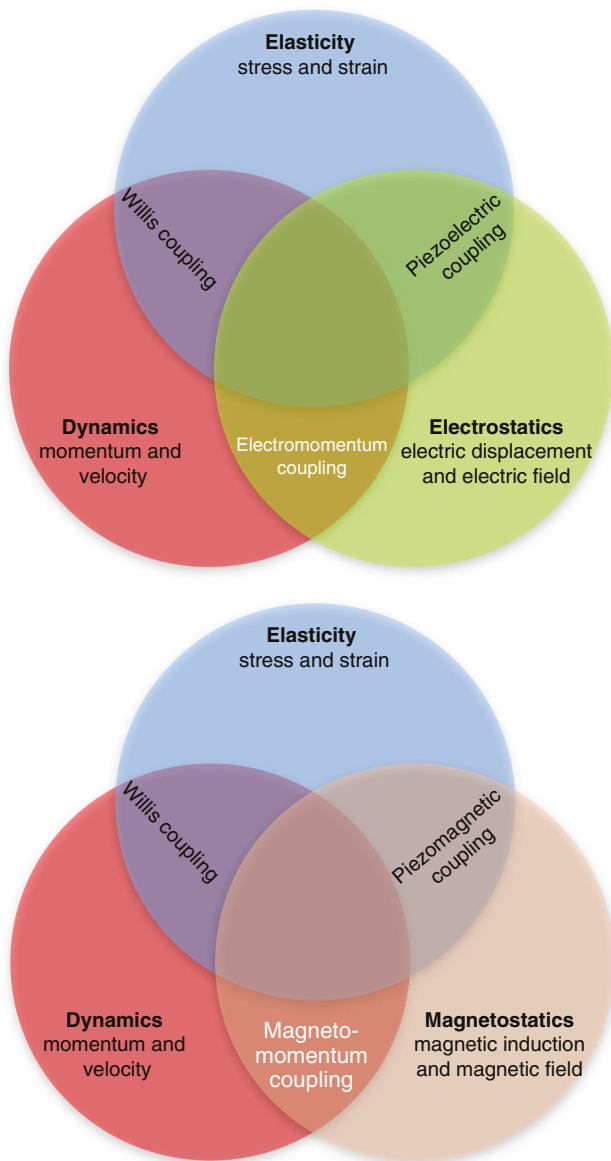 Elasticity
stress and strain
Willis coupling
Piezoelectric
coupling
Dynamics
momentum and
velocity
Electromomentum
coupling
Electrostatics
electric displacement
and electric field
Elasticity
stress and strain
Willis coupling
Piezomagnetic
coupling
Dynamics
momentum and
velocity
Magneto-
momentum
coupling
Magnetostatics
magnetic induction
and magnetic field